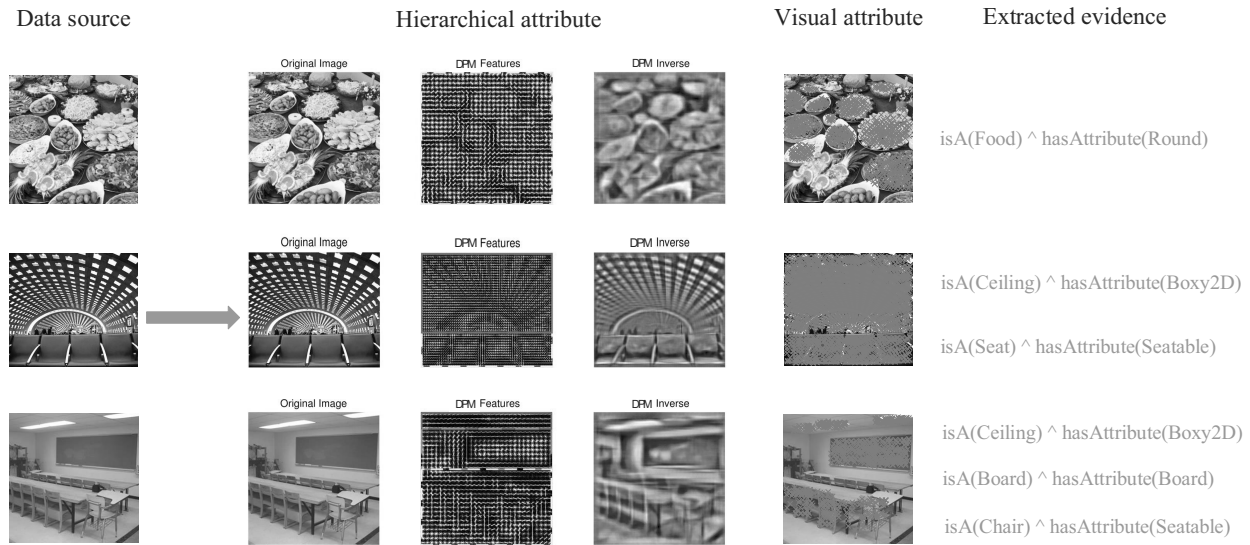 Data source
Hierarchical attribute
Visual attribute
Extracted evidence
Original Image
DPM Features
DPM Inverse
isA(Food) ^ hasAttribute(Round)
Original Image
DPM Features
DPM Inverse
isA(Ceiling) ^ hasAttribute(Boxy2D)
isA(Seat) ^ hasAttribute(Seatable)
Original Image
DPM Features
DPM Inverse
isA(Ceiling) ^ hasAttribute(Boxy2D)
isA(Board) ^ hasAttribute(Board)
isA(Chair) ^ hasAttribute(Seatable)